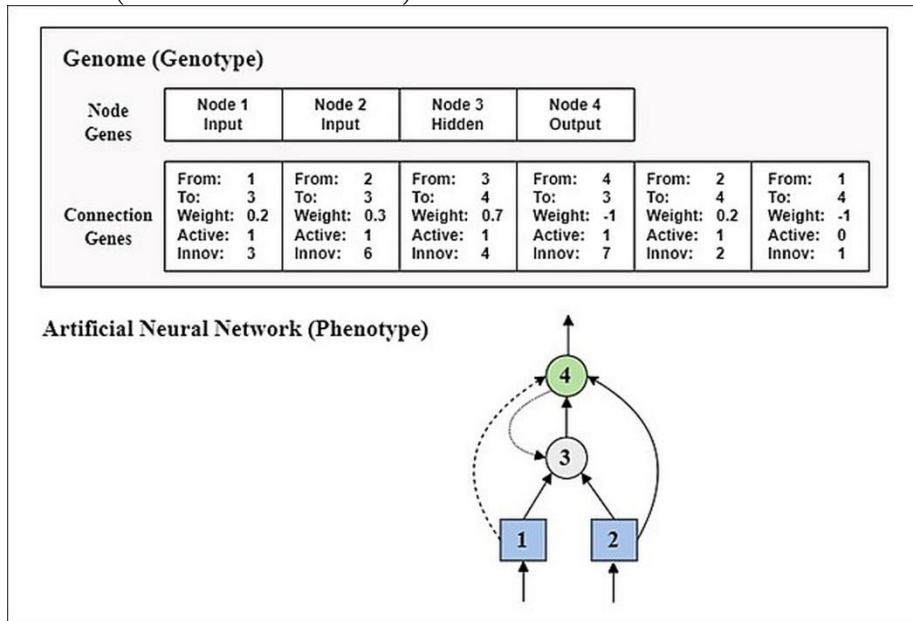 Genome (Genotype)
Node Genes
Node 1 Input
Node 2 Input
Node 3 Hidden
Node 4 Output
Connection Genes
From: 1
To: 3
Weight: 0.2
Active: 1
Innov: 3
From: 2
To: 3
Weight: 0.3
Active: 1
Innov: 6
From: 3
To: 4
Weight: 0.7
Active: 1
Innov: 4
From: 4
To: 3
Weight: -1
Active: 1
Innov: 7
From: 2
To: 4
Weight: 0.2
Active: 1
Innov: 2
From: 1
To: 4
Weight: -1
Active: 0
Innov: 1
Artificial Neural Network (Phenotype)
4
3
1
2